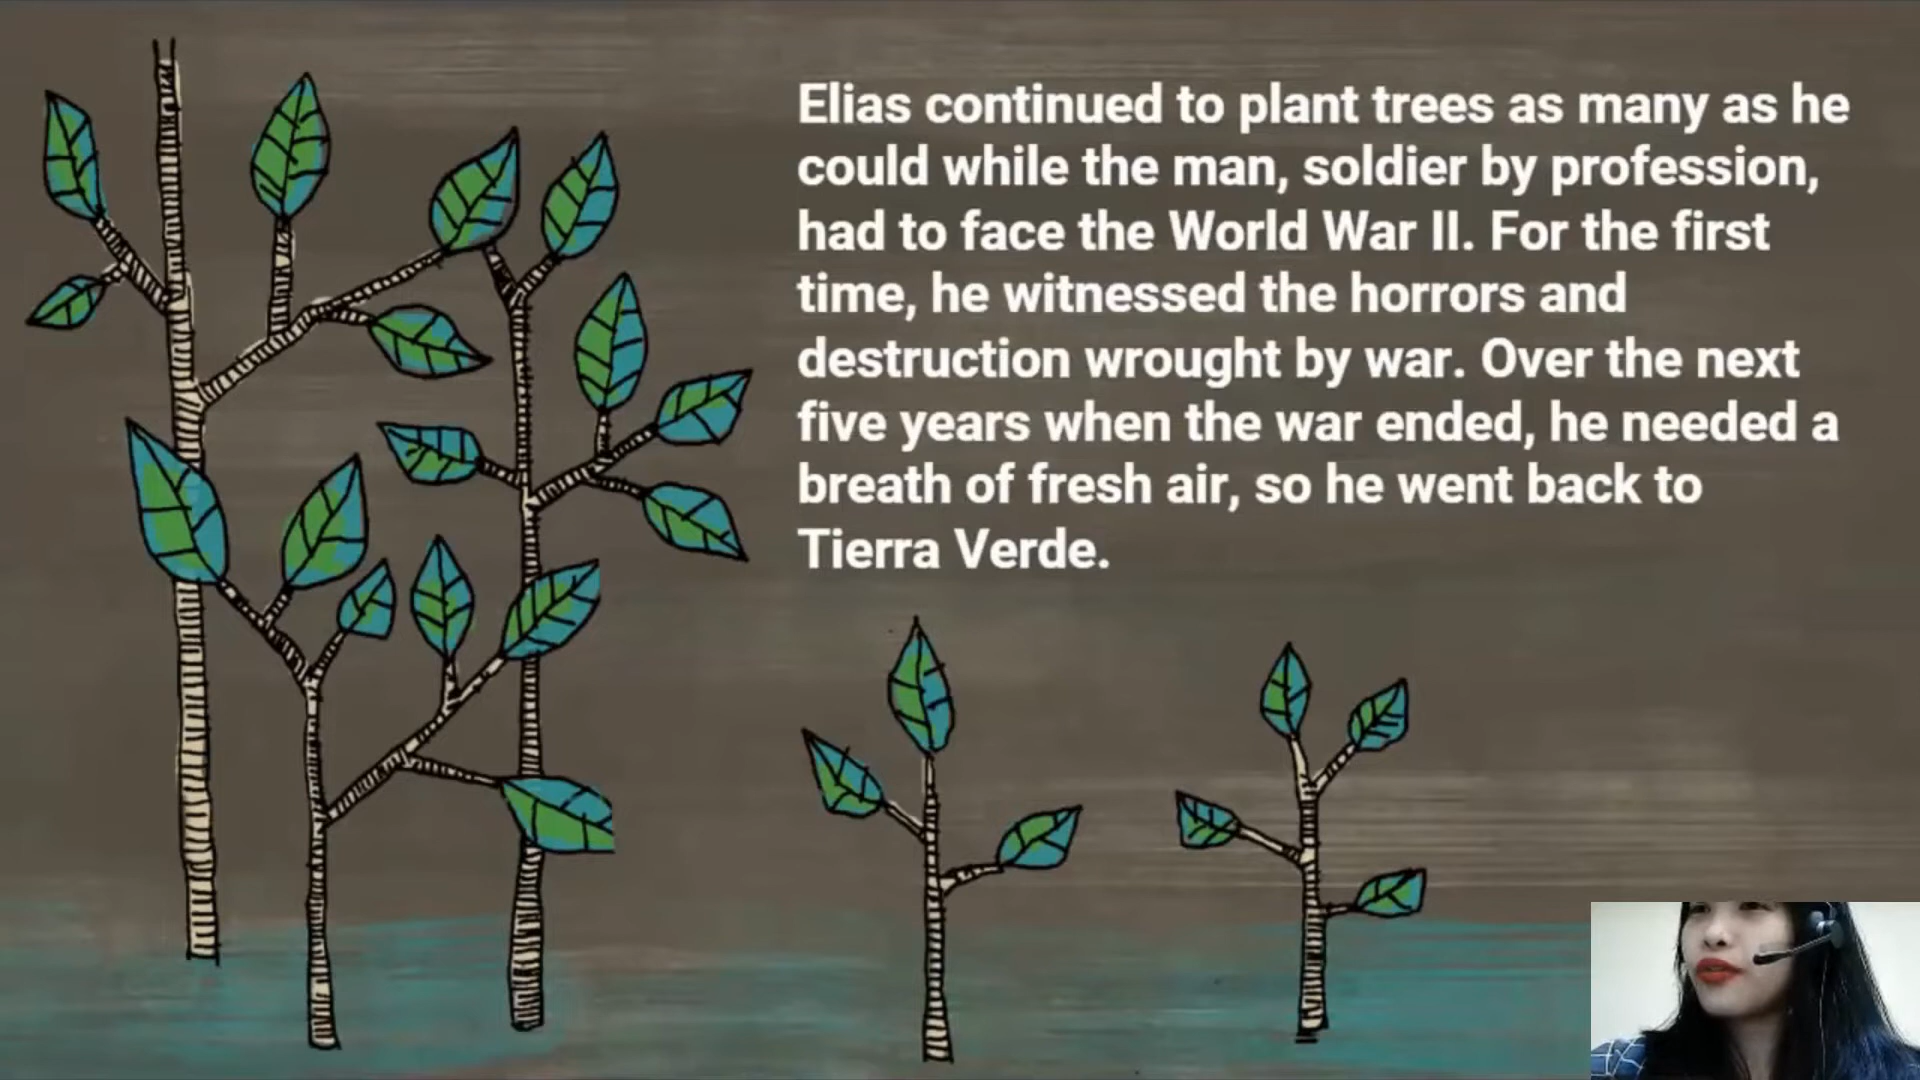 Elias continued to plant trees as many as he
could while the man, soldier by profession,
had to face the World War II. For the first
time, he witnessed the horrors and
destruction wrought by war. Over the next
five years when the war ended, he needed a
breath of fresh air, so he went back to
Tierra Verde.